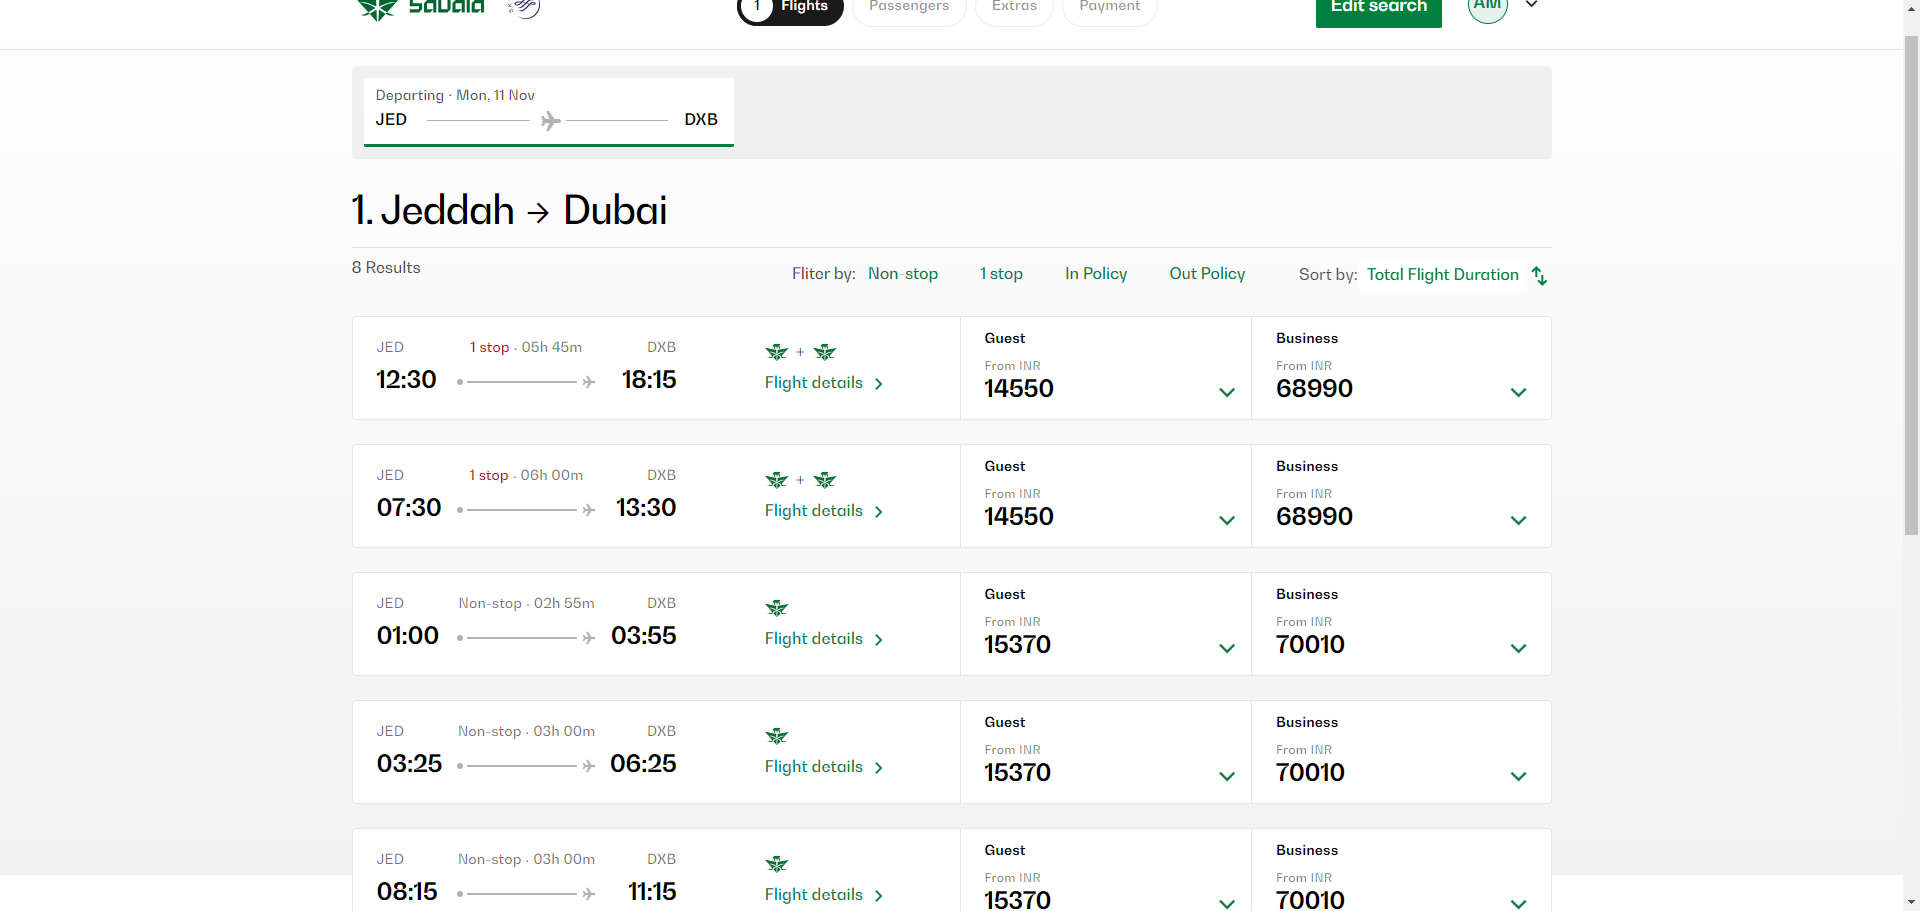 saudia
1 Flights Passengers Extras Payment Edit search AM
Departing · Mon, 11 Nov
JED DXB
1. Jeddah → Dubai
8 Results Fliter by: Non-stop 1 stop In Policy Out Policy Sort by: Total Flight Duration
JED 1 stop · 05h 45m DXB
12:30 18:15
+
Flight details
Guest
From INR
14550
Business
From INR
68990
JED 1 stop · 06h 00m DXB
07:30 13:30
+
Flight details
Guest
From INR
14550
Business
From INR
68990
JED Non-stop · 02h 55m DXB
01:00 03:55
Flight details
Guest
From INR
15370
Business
From INR
70010
JED Non-stop · 03h 00m DXB
03:25 06:25
Flight details
Guest
From INR
15370
Business
From INR
70010
JED Non-stop · 03h 00m DXB
08:15 11:15
Flight details
Guest
From INR
15370
Business
From INR
70010